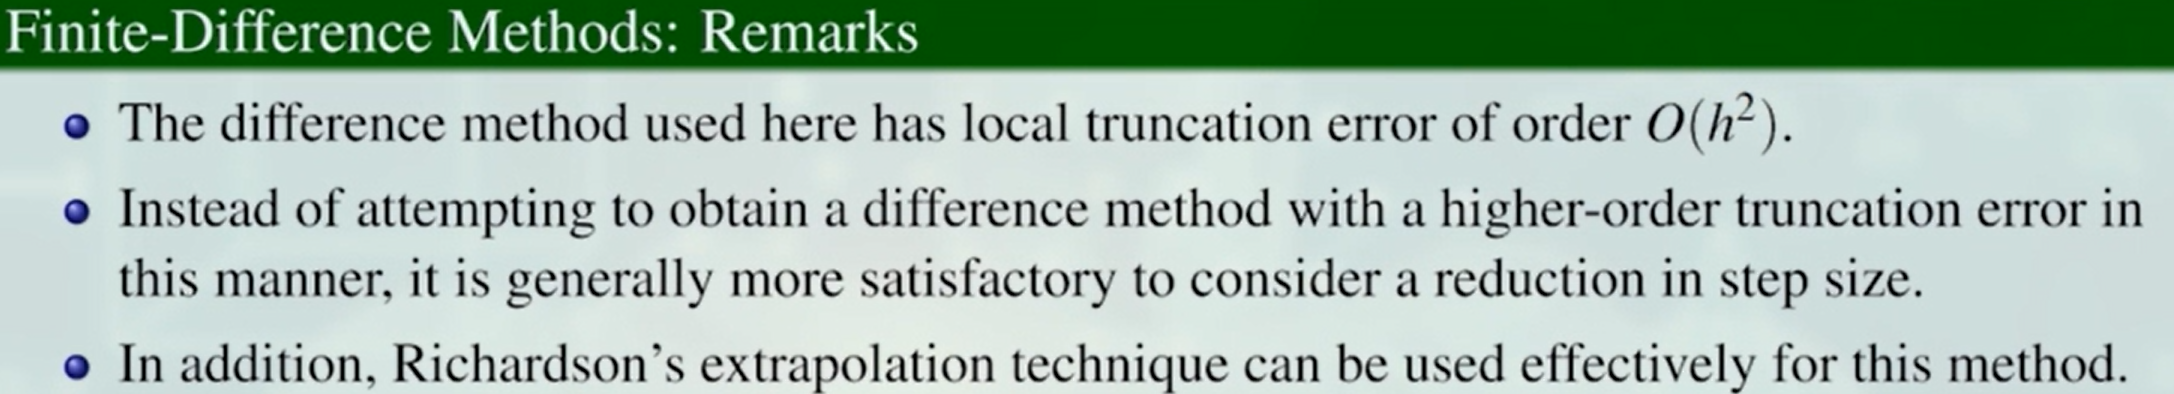 Finite-Difference Methods: Remarks
• The difference method used here has local truncation error of order O(h²).
• Instead of attempting to obtain a difference method with a higher-order truncation error in
this manner, it is generally more satisfactory to consider a reduction in step size.
• In addition, Richardson's extrapolation technique can be used effectively for this method.